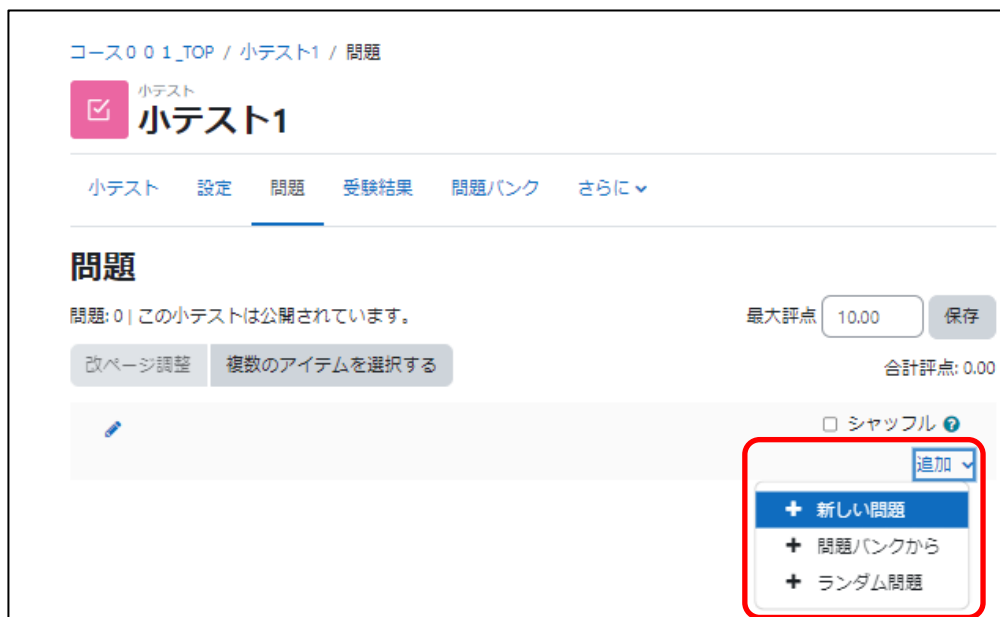 コース００１_TOP / 小テスト1 / 問題
小テスト
小テスト1
小テスト 設定 問題 受験結果 問題バンク さらに
問題
問題: 0 | この小テストは公開されています。
最大評点 10.00 保存
改ページ調整 複数のアイテムを選択する
合計評点: 0.00
シャッフル ?
追加
+ 新しい問題
+ 問題バンクから
+ ランダム問題